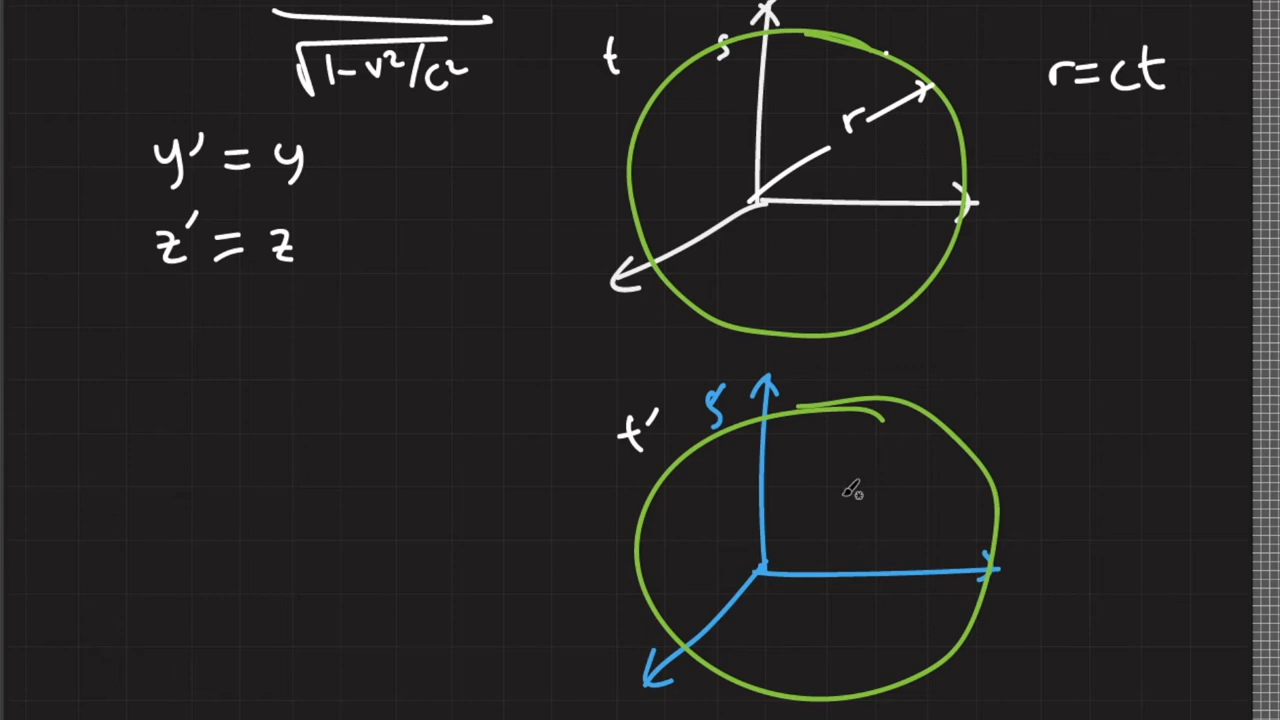 √1-v²/c²
y' = y
z' = z
t
s
r
r=ct
t'
s